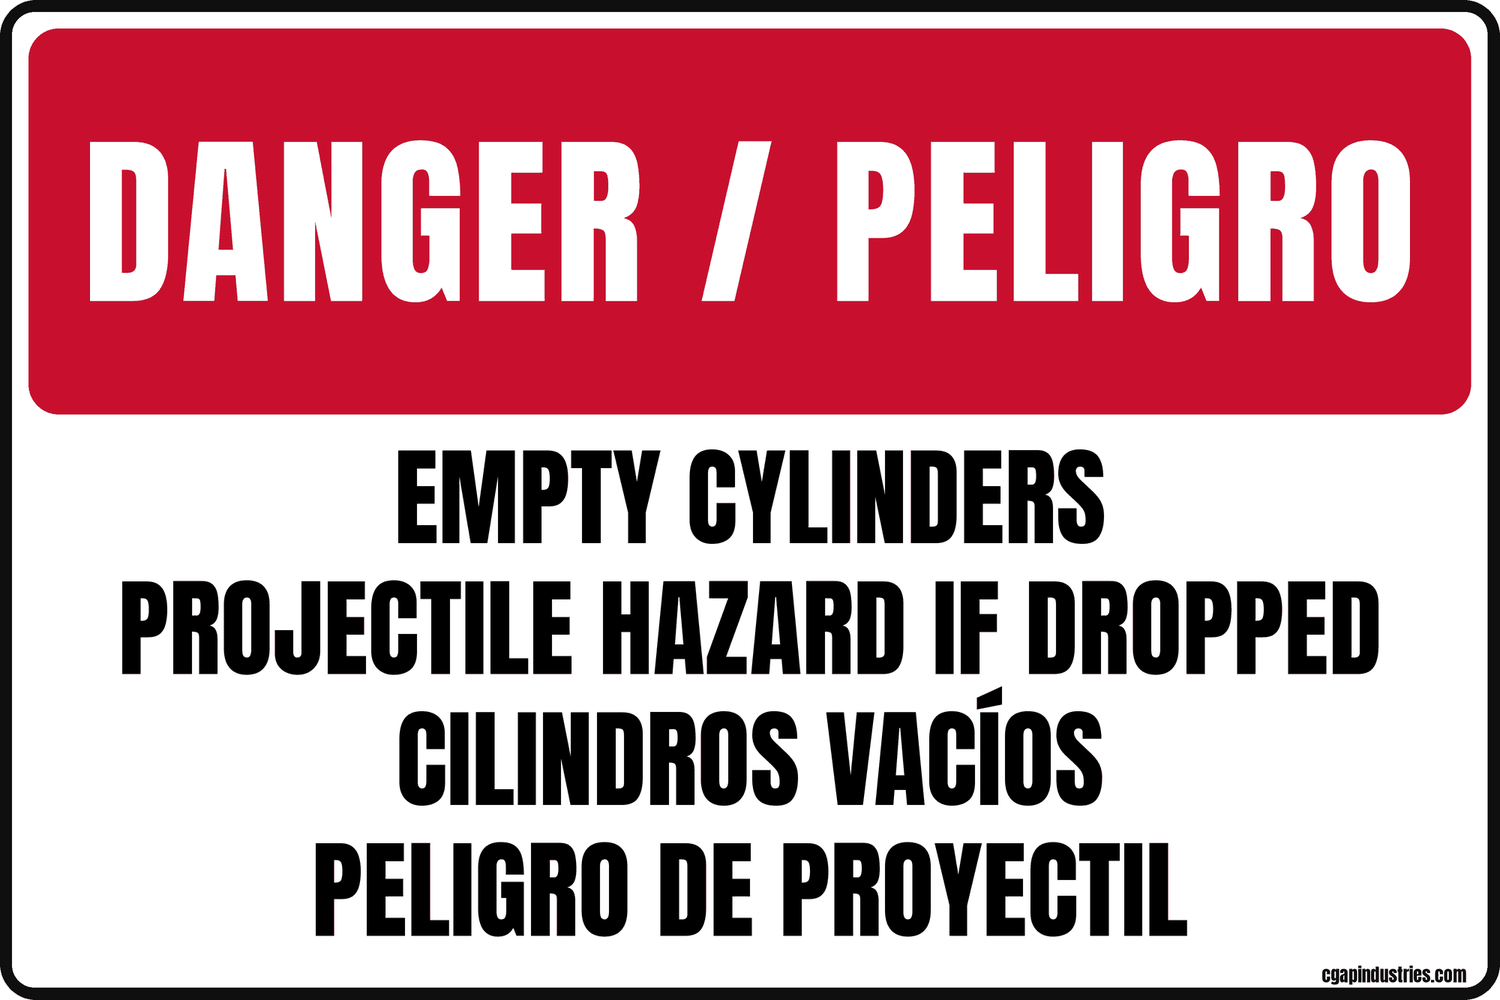 DANGER / PELIGRO
EMPTY CYLINDERS
PROJECTILE HAZARD IF DROPPED
CILINDROS VACÍOS
PELIGRO DE PROYECTIL
cgapindustries.com